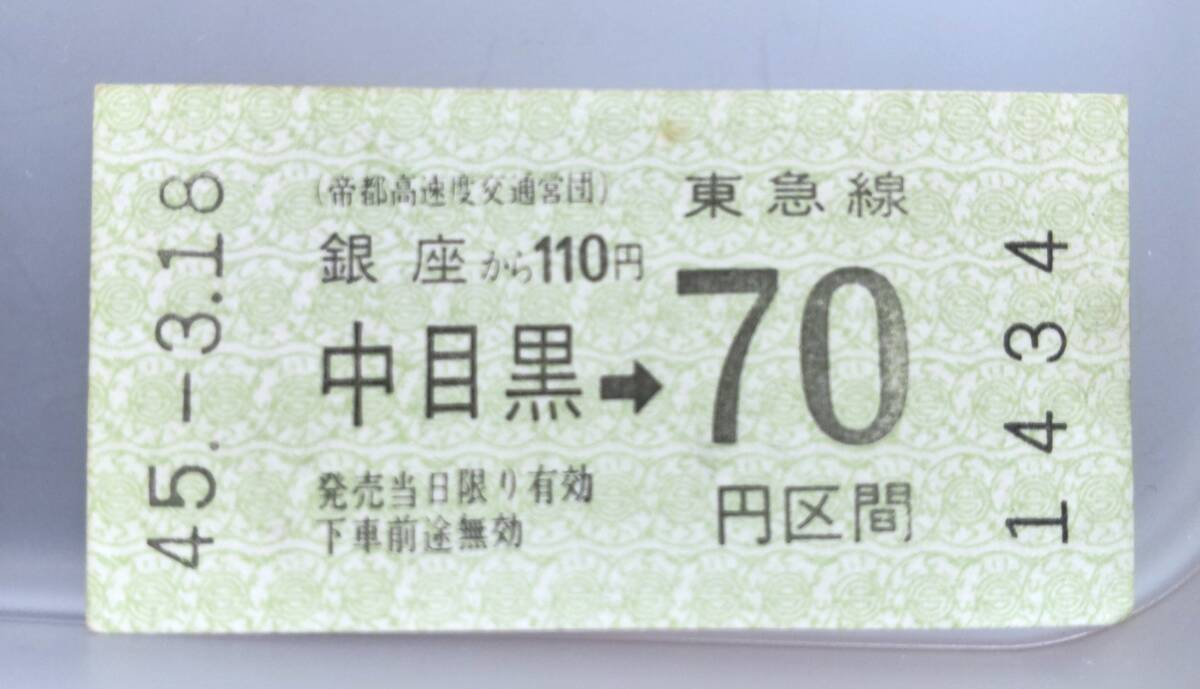 45.-3.18
(帝都高速度交通営団)
銀座から110円
中目黒➡
発売当日限り有効
下車前途無効
東急線
70
円区間
1434